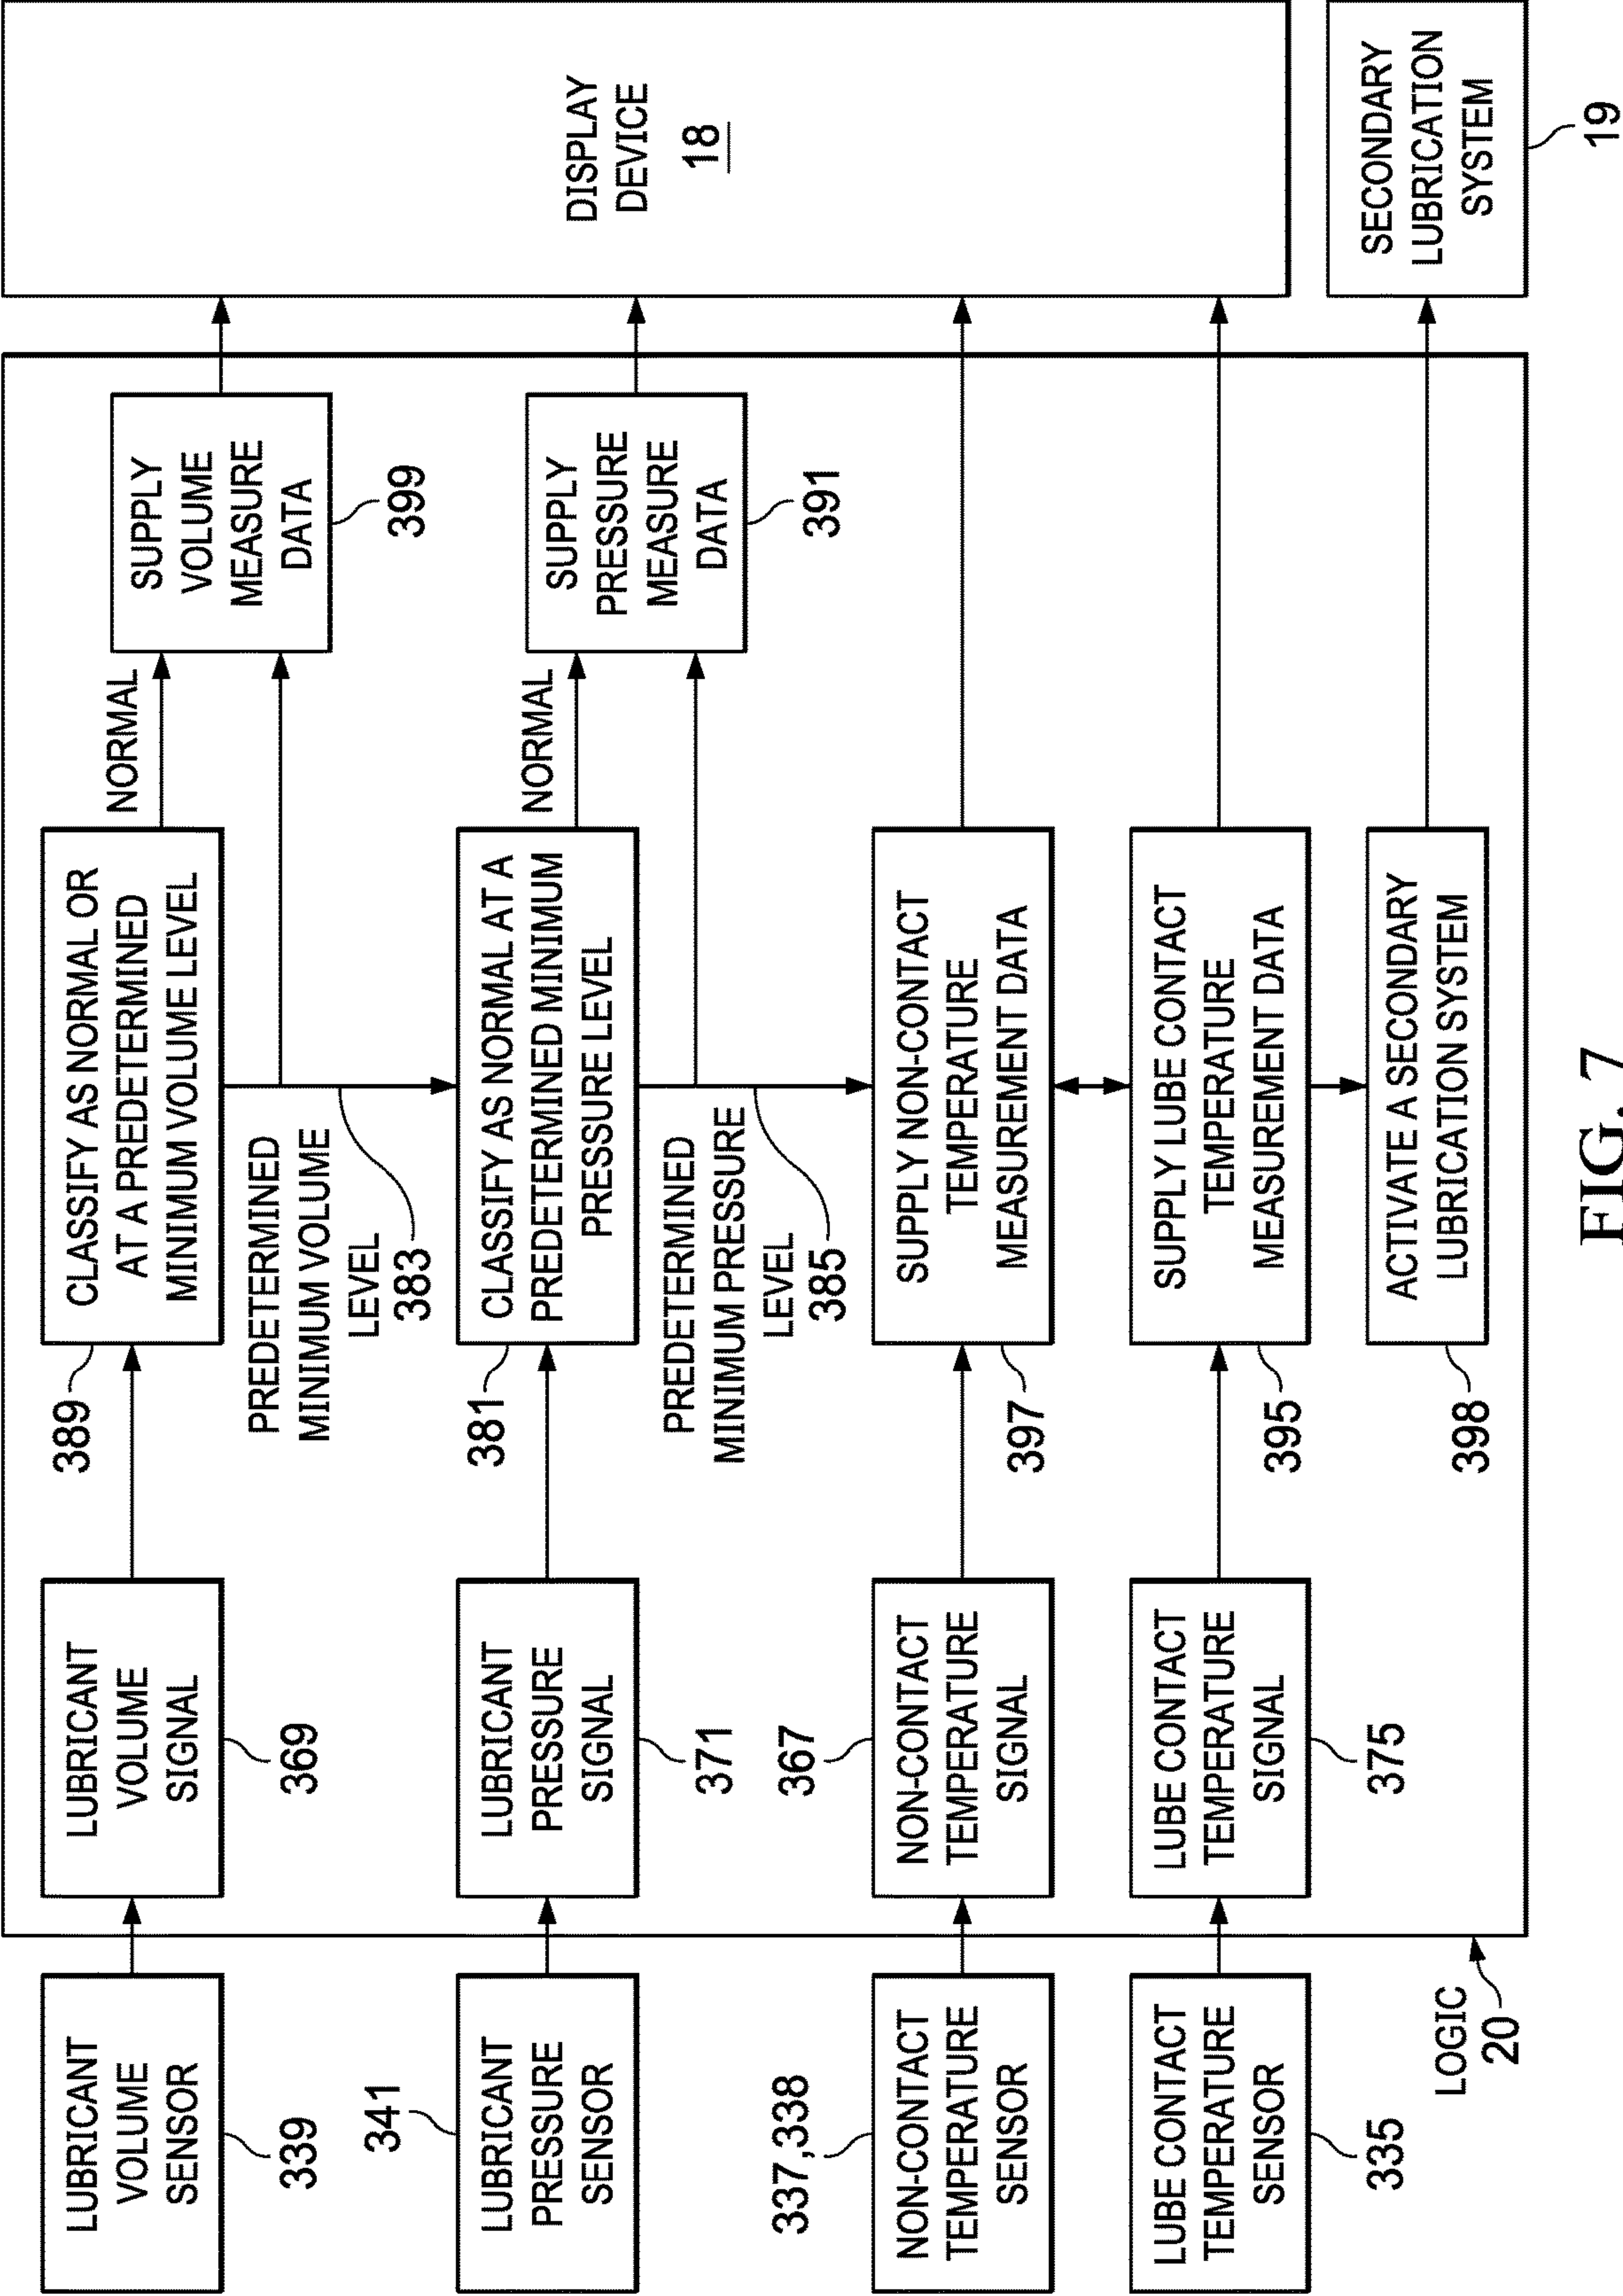 LUBRICANT
VOLUME
SENSOR
339
LUBRICANT
VOLUME
SIGNAL
369
CLASSIFY AS NORMAL OR
AT A PREDETERMINED
MINIMUM VOLUME LEVEL
389
NORMAL
SUPPLY
VOLUME
MEASURE
DATA
399
PREDETERMINED
MINIMUM VOLUME
LEVEL
383
LUBRICANT
PRESSURE
SENSOR
341
LUBRICANT
PRESSURE
SIGNAL
371
CLASSIFY AS NORMAL AT A
PREDETERMINED MINIMUM
PRESSURE LEVEL
381
NORMAL
SUPPLY
PRESSURE
MEASURE
DATA
391
DISPLAY
DEVICE
18
PREDETERMINED
MINIMUM PRESSURE
LEVEL
385
NON-CONTACT
TEMPERATURE
SENSOR
337,338
NON-CONTACT
TEMPERATURE
SIGNAL
367
SUPPLY NON-CONTACT
TEMPERATURE
MEASUREMENT DATA
397
LUBE CONTACT
TEMPERATURE
SENSOR
335
LUBE CONTACT
TEMPERATURE
SIGNAL
375
SUPPLY LUBE CONTACT
TEMPERATURE
MEASUREMENT DATA
395
LOGIC
20
ACTIVATE A SECONDARY
LUBRICATION SYSTEM
398
SECONDARY
LUBRICATION
SYSTEM
19
FIG. 7